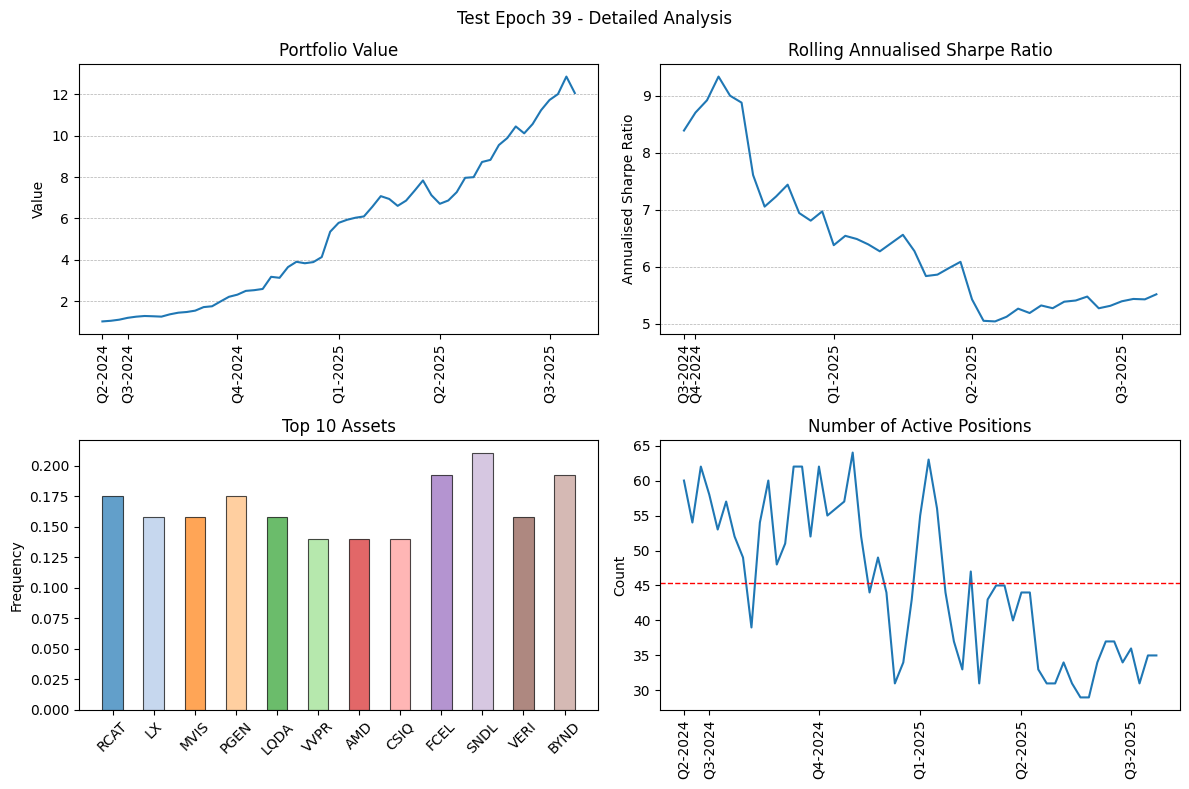 Test Epoch 39 - Detailed Analysis
Portfolio Value
Value
12
10
8
6
4
2
Q2-2024
Q3-2024
Q4-2024
Q1-2025
Q2-2025
Q3-2025
Rolling Annualised Sharpe Ratio
Annualised Sharpe Ratio
9
8
7
6
5
Q3-2024
Q4-2024
Q1-2025
Q2-2025
Q3-2025
Top 10 Assets
Frequency
0.200
0.175
0.150
0.125
0.100
0.075
0.050
0.025
0.000
RCAT
LX
MVIS
PGEN
LQDA
VVPR
AMD
CSIQ
FCEL
SNDL
VERI
BYND
Number of Active Positions
Count
65
60
55
50
45
40
35
30
Q2-2024
Q3-2024
Q4-2024
Q1-2025
Q2-2025
Q3-2025